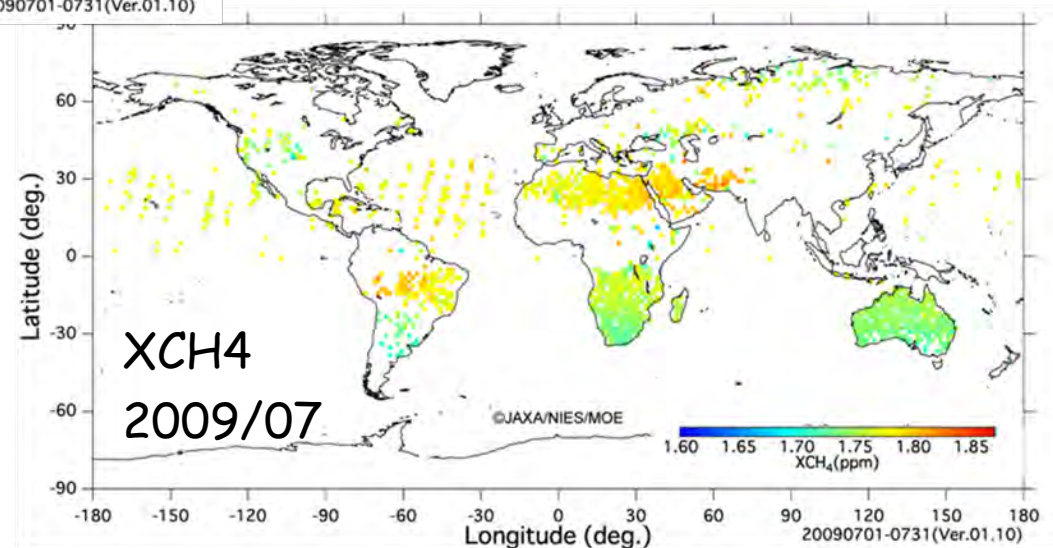 090701-0731(Ver.01.10)
90
60
30
0
-30
-60
-90
Latitude (deg.)
XCH4
2009/07
©JAXA/NIES/MOE
1.60 1.65 1.70 1.75 1.80 1.85
XCH₄(ppm)
-180 -150 -120 -90 -60 -30 0 30 60 90 120 150 180
Longitude (deg.)
20090701-0731(Ver.01.10)